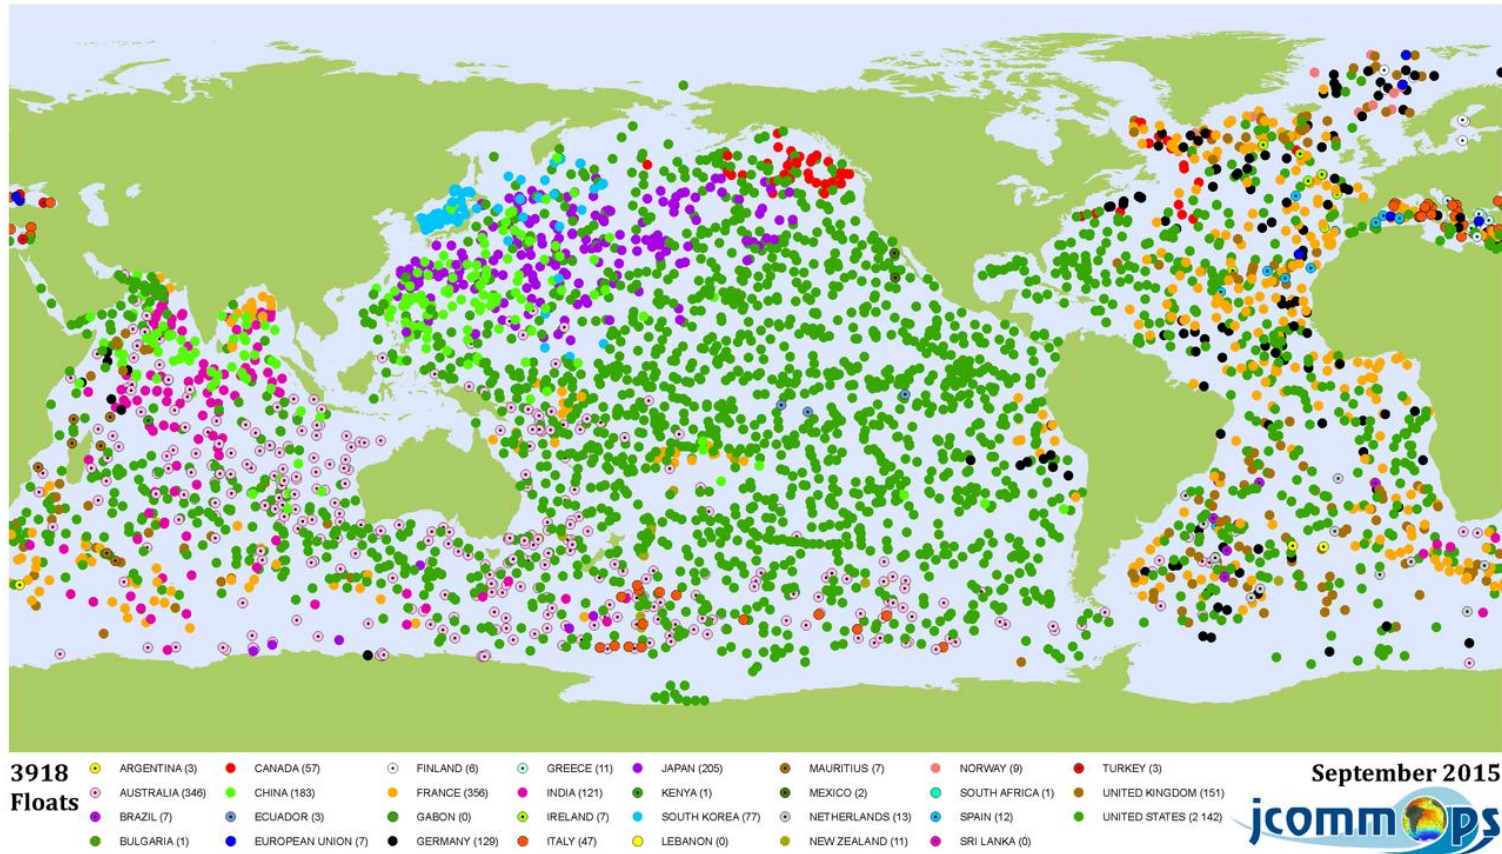 3918
Floats
ARGENTINA (3)
AUSTRALIA (346)
BRAZIL (7)
BULGARIA (1)
CANADA (57)
CHINA (183)
ECUADOR (3)
EUROPEAN UNION (7)
FINLAND (6)
FRANCE (356)
GABON (0)
GERMANY (129)
GREECE (11)
INDIA (121)
IRELAND (7)
ITALY (47)
JAPAN (205)
KENYA (1)
SOUTH KOREA (77)
LEBANON (0)
MAURITIUS (7)
MEXICO (2)
NETHERLANDS (13)
NEW ZEALAND (11)
NORWAY (9)
SOUTH AFRICA (1)
SPAIN (12)
SRI LANKA (0)
TURKEY (3)
UNITED KINGDOM (151)
UNITED STATES (2 142)
September 2015
jcommops